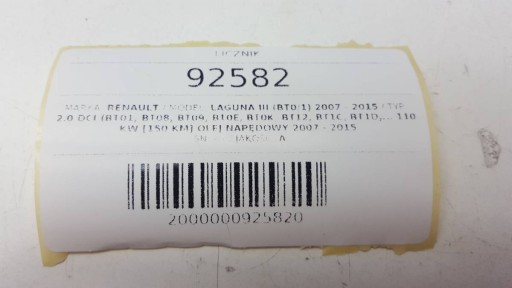 LICZNIK
92582
MARKA: RENAULT / MODEL: LAGUNA III (BT0/1) 2007 - 2015 / TYP:
2.0 DCI (BT01, BT08, BT09, BT0E, BT0K, BT12, BT1C, BT1D,... 110
KW [150 KM] OLEJ NAPĘDOWY 2007 - 2015
JAKOŚĆ: A
2000000925820